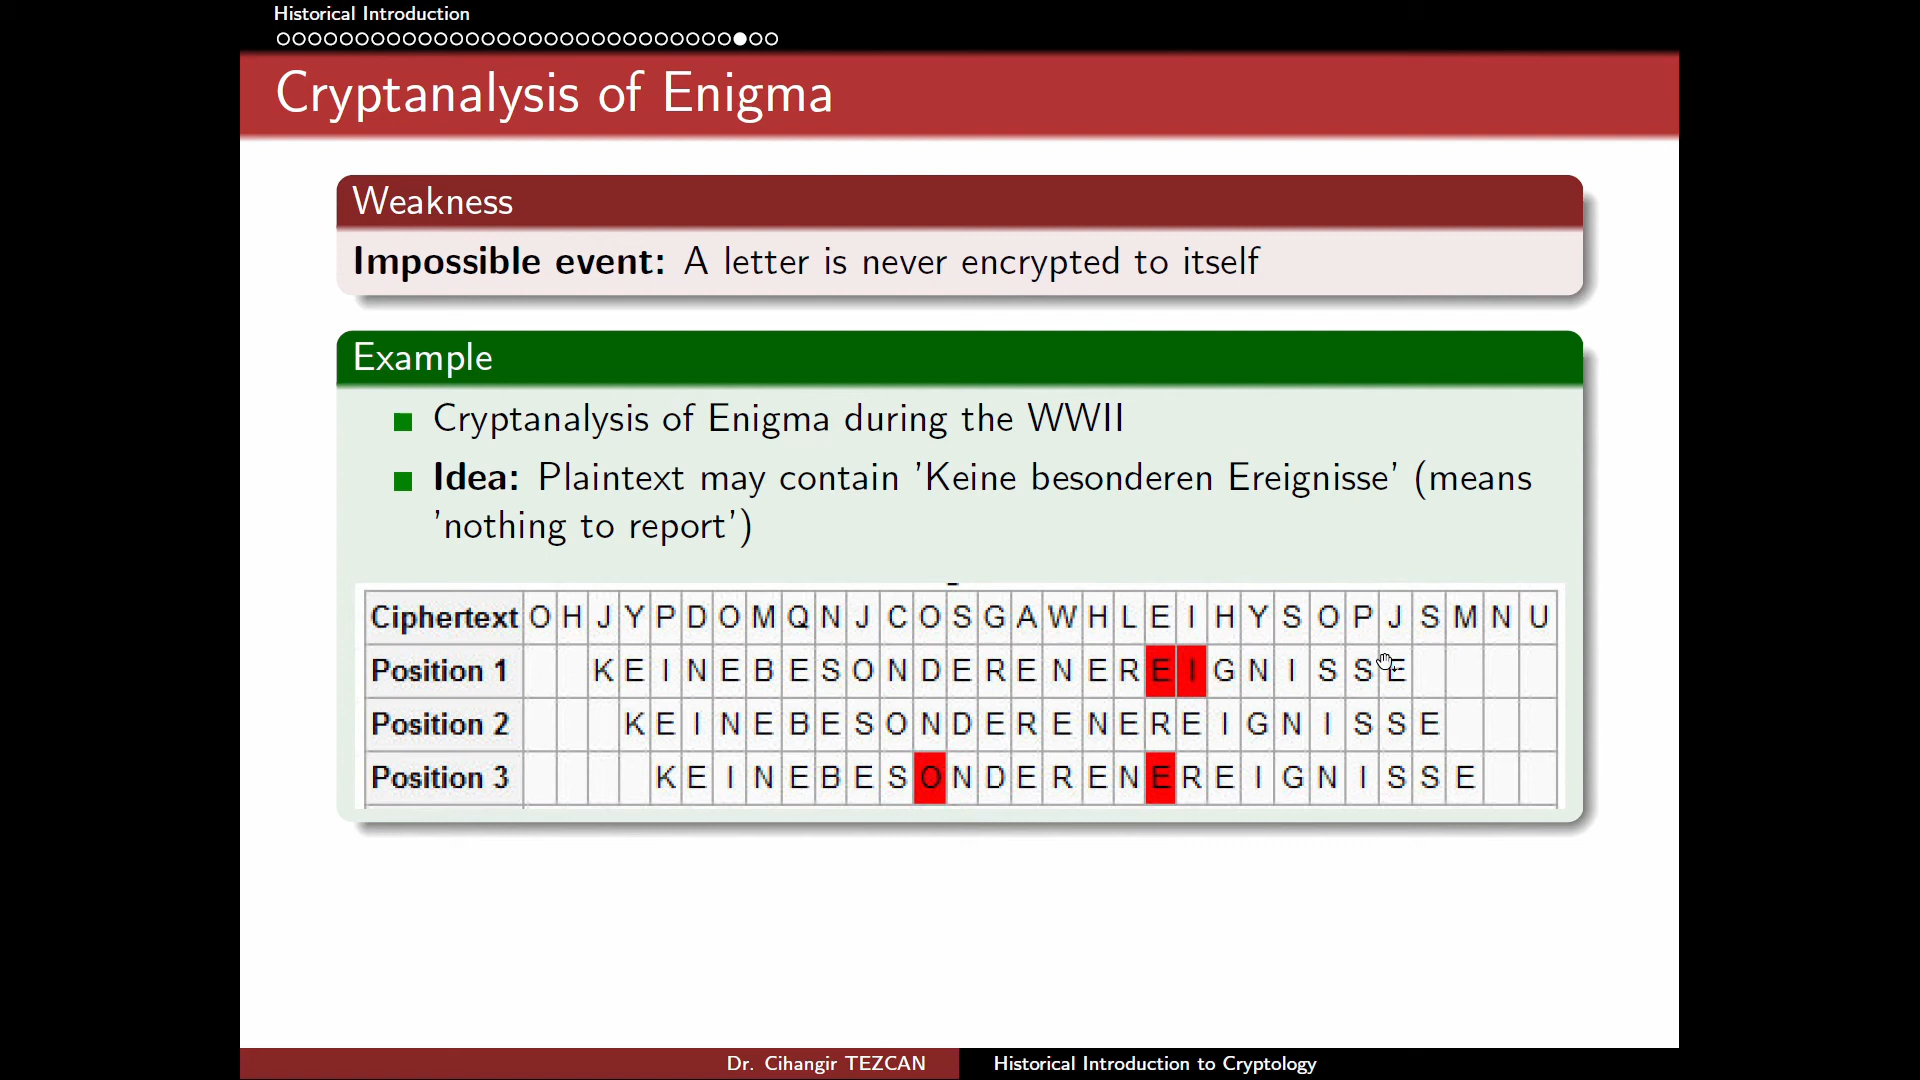 Historical Introduction
Cryptanalysis of Enigma
Weakness
Impossible event: A letter is never encrypted to itself
Example
Cryptanalysis of Enigma during the WWII
Idea: Plaintext may contain 'Keine besonderen Ereignisse' (means
'nothing to report')
Ciphertext O H J Y P D O M Q N J C O S G A W H L E I H Y S O P J S M N U
Position 1 K E I N E B E S O N D E R E N E R E I G N I S S E
Position 2 K E I N E B E S O N D E R E N E R E I G N I S S E
Position 3 K E I N E B E S O N D E R E N E R E I G N I S S E
Dr. Cihangir TEZCAN Historical Introduction to Cryptology